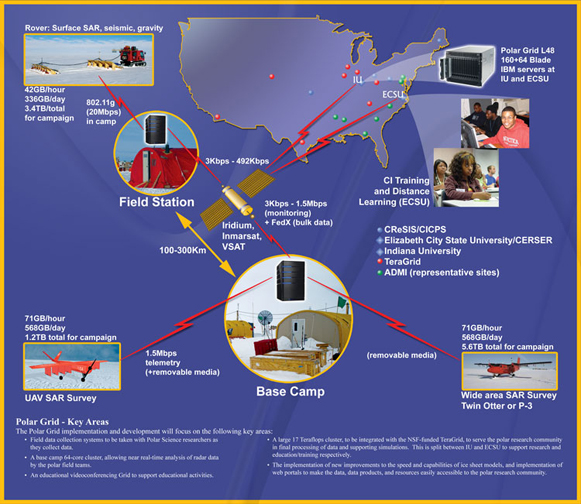 Rover: Surface SAR, seismic, gravity
42GB/hour
336GB/day
3.4TB/total
for campaign
802.11g
(20Mbps)
in camp
IU
ECSU
Polar Grid L48
160+64 Blade
IBM servers at
IU and ECSU
Field Station
3Kbps - 492Kbps
CI Training
and Distance
Learning (ECSU)
Iridium,
Inmarsat,
VSAT
3Kbps - 1.5Mbps
(monitoring)
+ FedX (bulk data)
100-300Km
CReSIS/CICPS
Elizabeth City State University/CERSER
Indiana University
TeraGrid
ADMI (representative sites)
71GB/hour
568GB/day
1.2TB total for campaign
UAV SAR Survey
1.5Mbps
telemetry
(+removable media)
Base Camp
(removable media)
71GB/hour
568GB/day
5.6TB total for campaign
Wide area SAR Survey
Twin Otter or P-3
Polar Grid - Key Areas
The Polar Grid implementation and development will focus on the following key areas:
• Field data collection systems to be taken with Polar Science researchers as
they collect data.
• A base camp 64-core cluster, allowing near real-time analysis of radar data
by the polar field teams.
• An educational videoconferencing Grid to support educational activities.
• A large 17 Teraflops cluster, to be integrated with the NSF-funded TeraGrid, to serve the polar research community
in final processing of data and supporting simulations. This is split between IU and ECSU to support research and
education/training respectively.
• The implementation of new improvements to the speed and capabilities of ice sheet models, and implementation of
web portals to make the data, data products, and resources easily accessible to the polar research community.